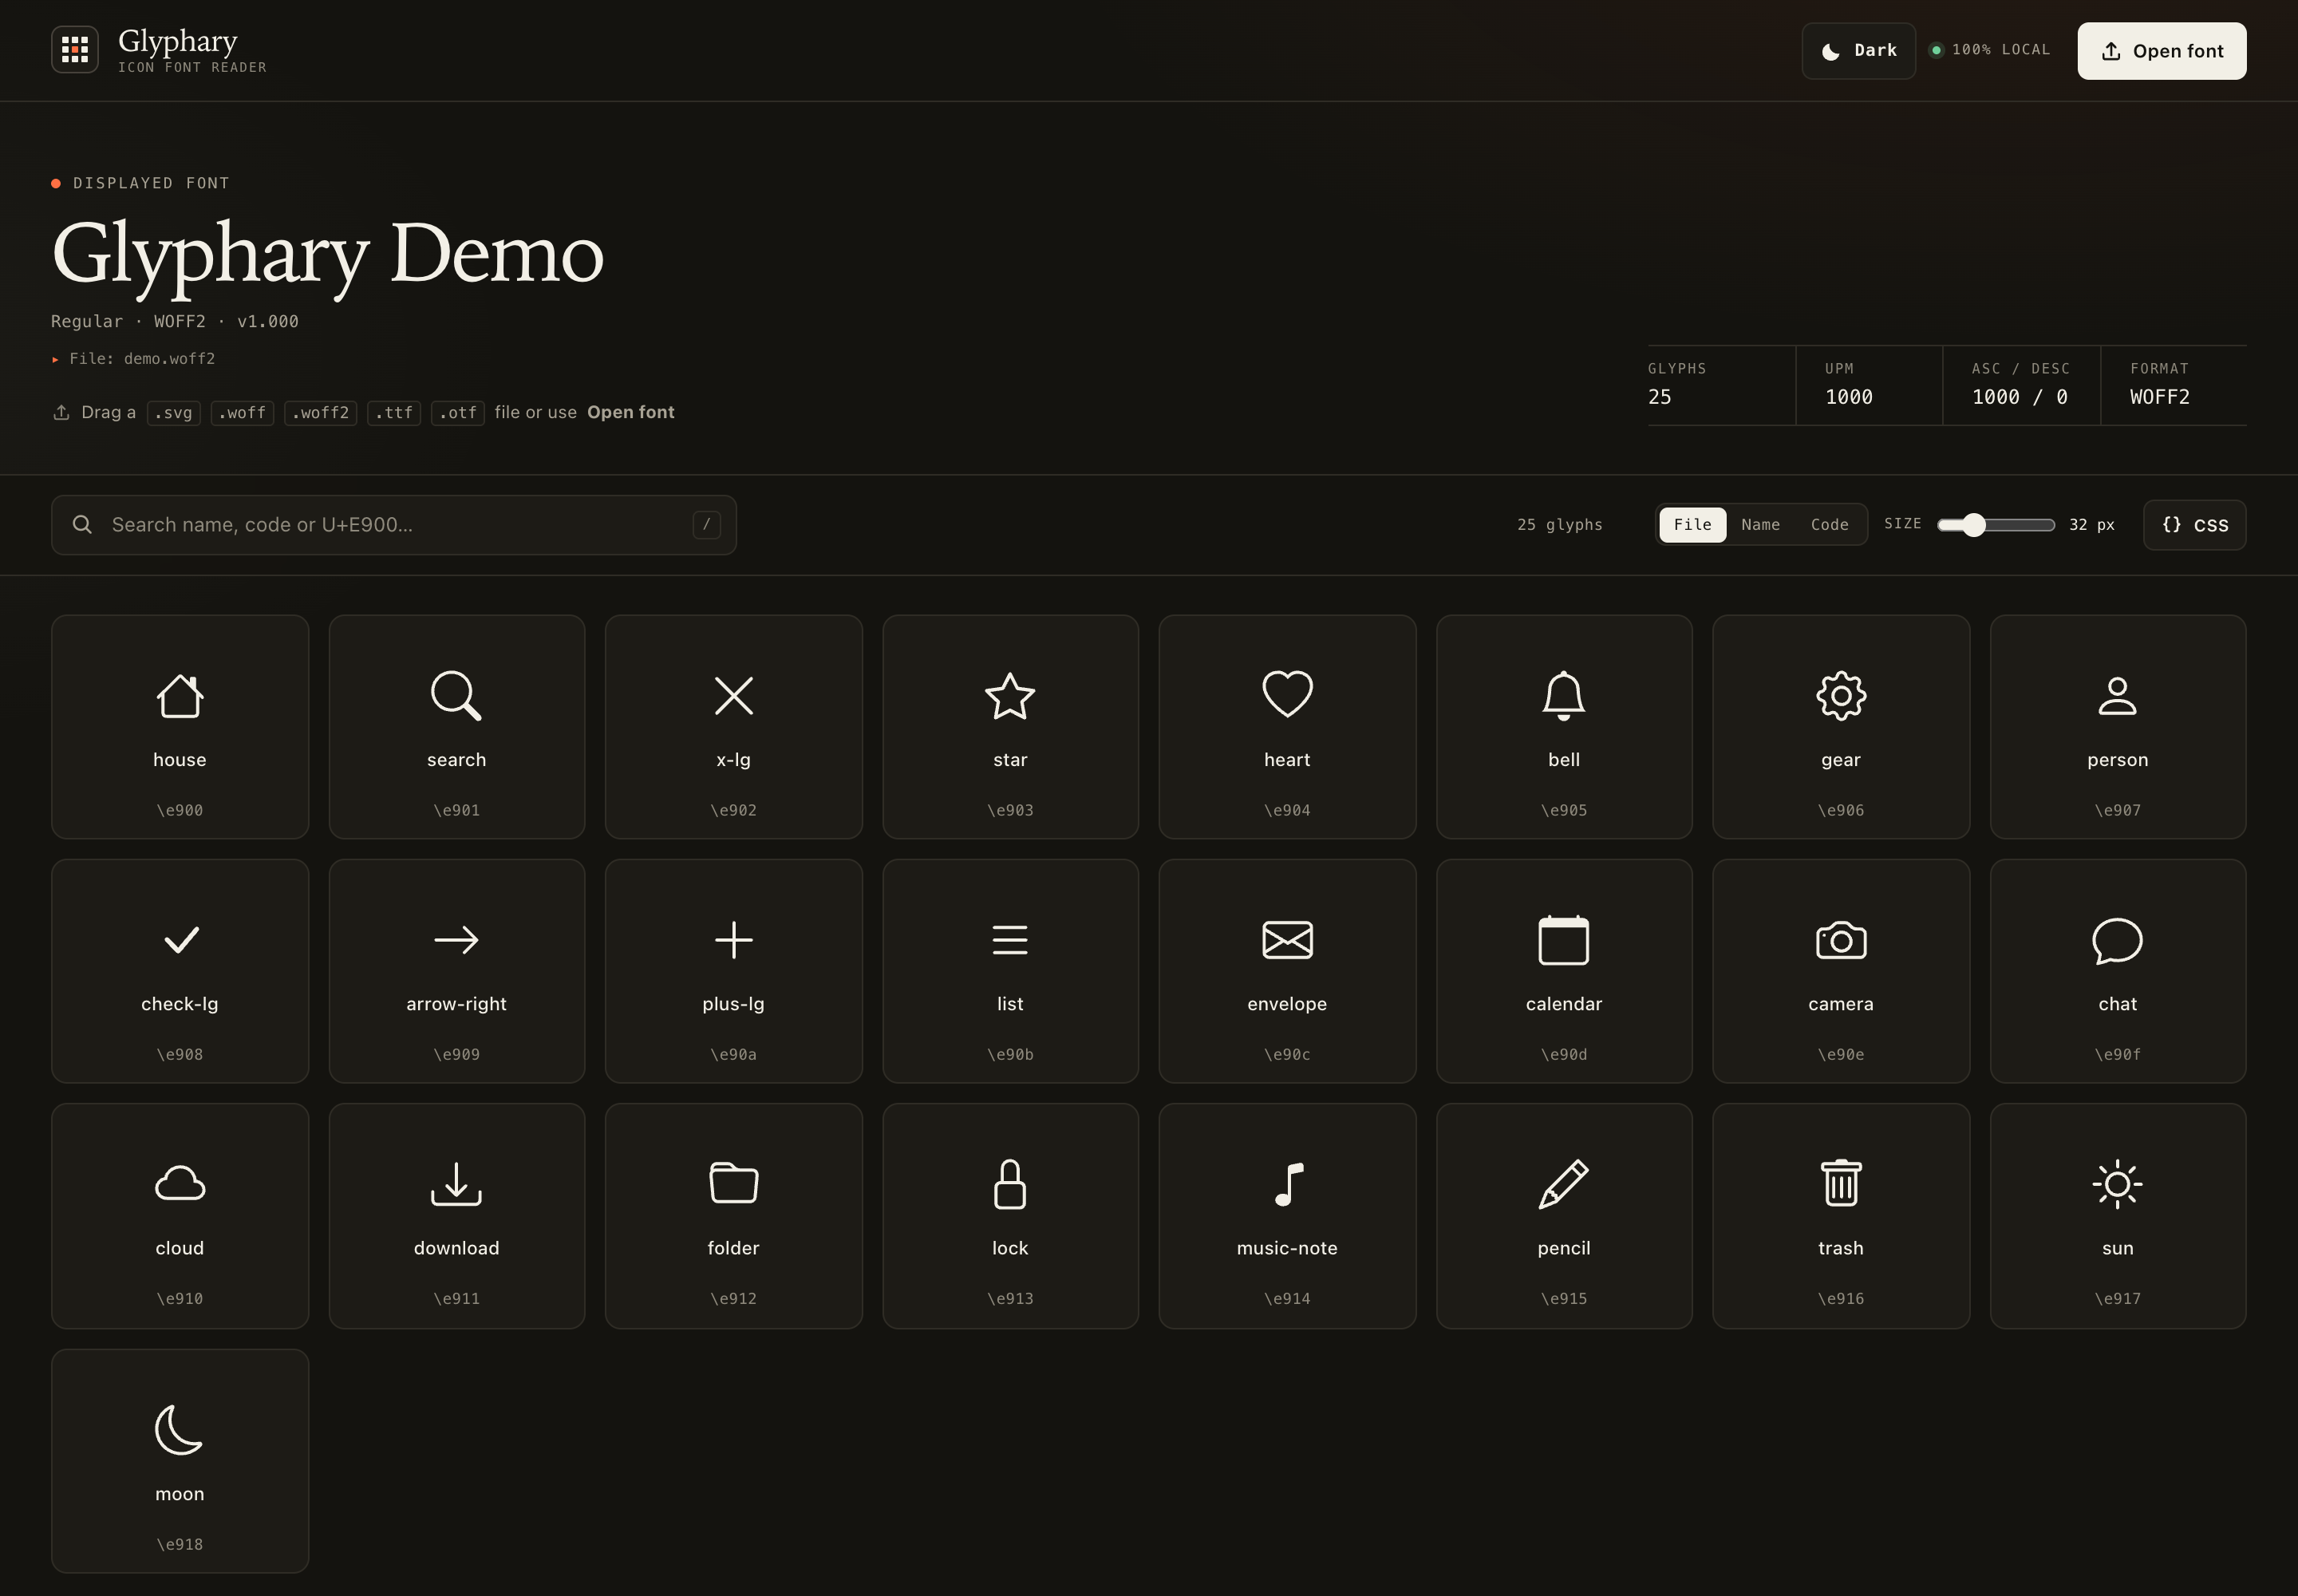 Glyphary
ICON FONT READER
Dark
100% LOCAL
Open font
DISPLAYED FONT
Glyphary Demo
Regular · WOFF2 · v1.000
▸ File: demo.woff2
Drag a .svg .woff .woff2 .ttf .otf file or use Open font
GLYPHS
25
UPM
1000
ASC / DESC
1000 / 0
FORMAT
WOFF2
Search name, code or U+E900...
/
25 glyphs
File Name Code
SIZE
32 px
{} CSS
house
\e900
search
\e901
x-lg
\e902
star
\e903
heart
\e904
bell
\e905
gear
\e906
person
\e907
check-lg
\e908
arrow-right
\e909
plus-lg
\e90a
list
\e90b
envelope
\e90c
calendar
\e90d
camera
\e90e
chat
\e90f
cloud
\e910
download
\e911
folder
\e912
lock
\e913
music-note
\e914
pencil
\e915
trash
\e916
sun
\e917
moon
\e918